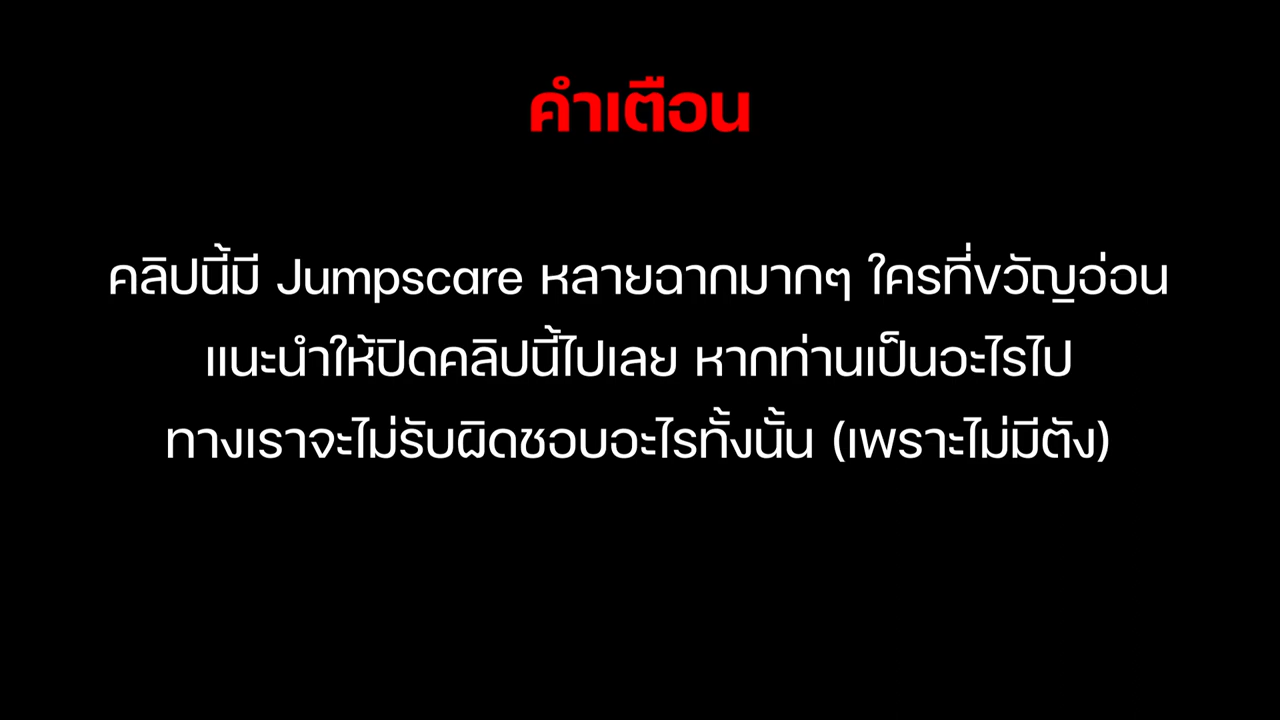 คำเตือน
คลิปนี้มี Jumpscare หลายฉากมากๆ ใครที่ขวัญอ่อน
แนะนำให้ปิดคลิปนี้ไปเลย หากท่านเป็นอะไรไป
ทางเราจะไม่รับผิดชอบอะไรทั้งนั้น (เพราะไม่มีตัง)